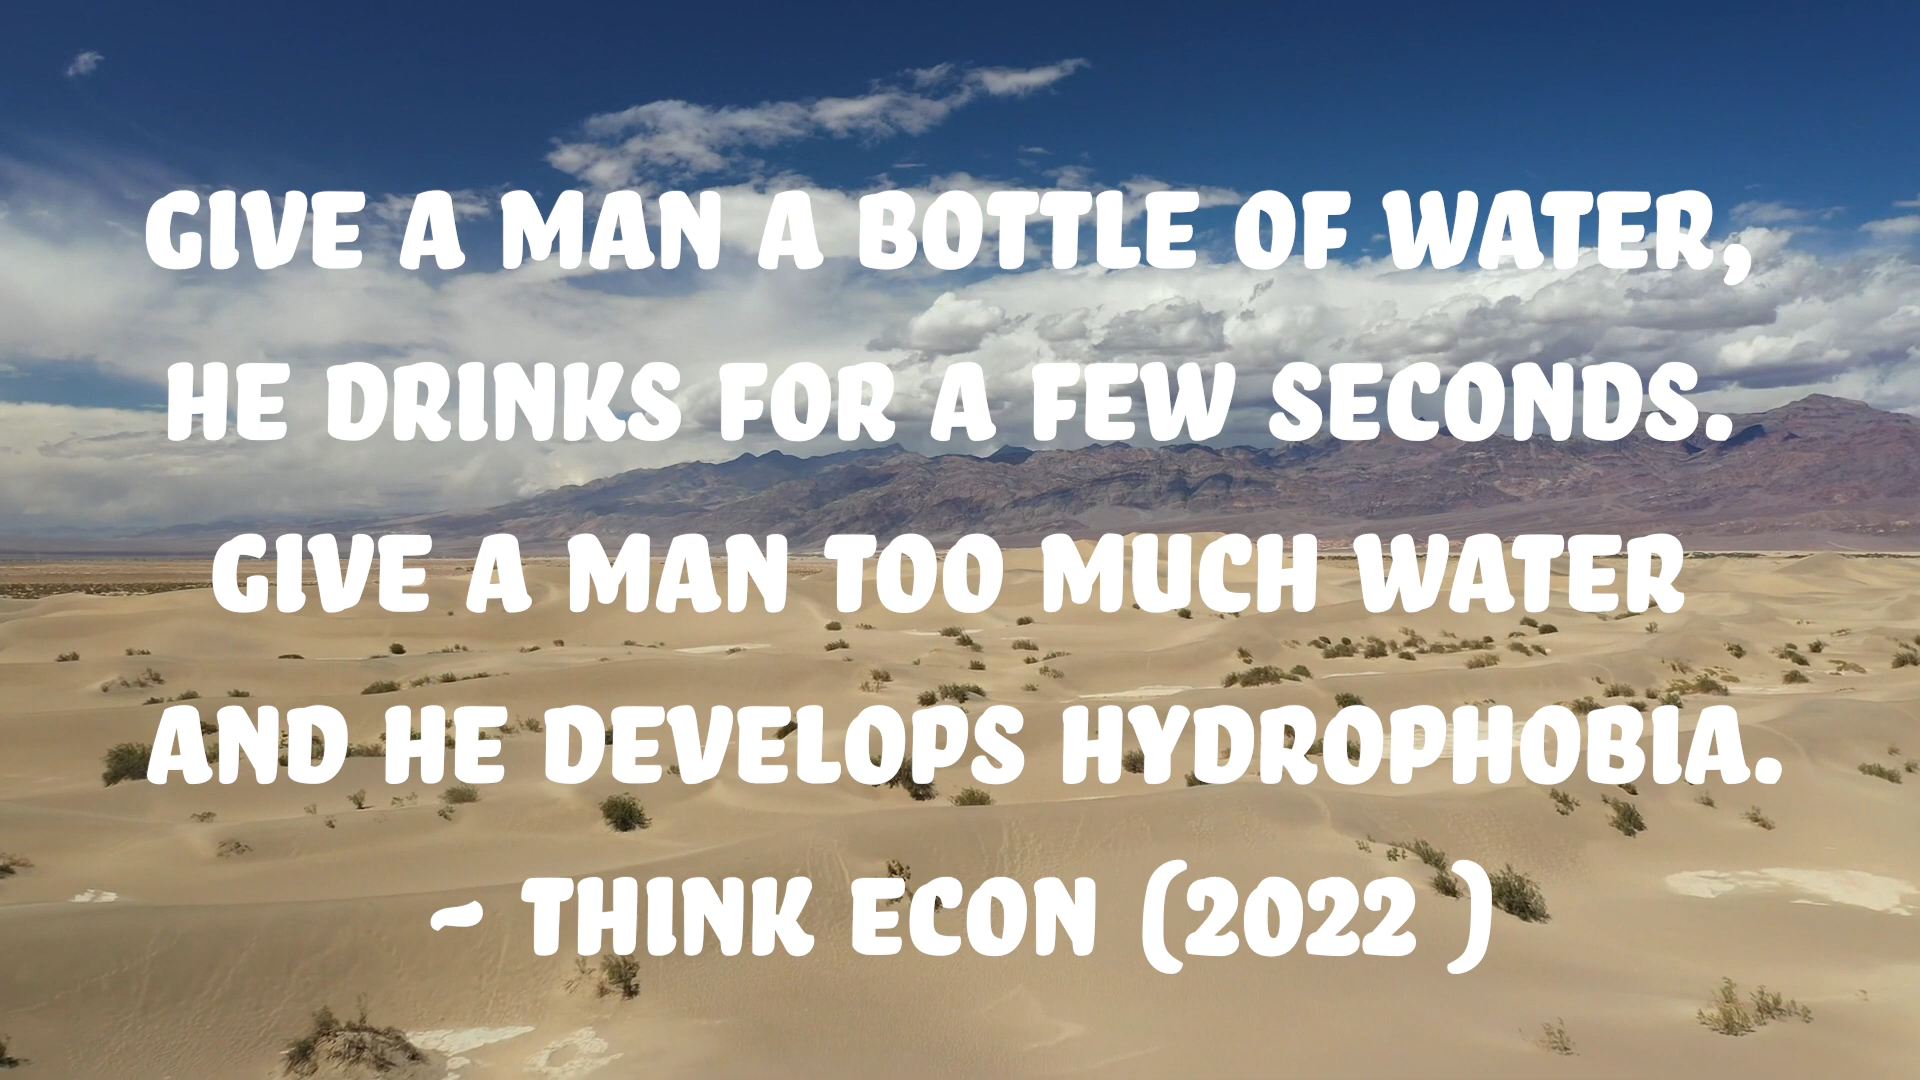 GIVE A MAN A BOTTLE OF WATER,
HE DRINKS FOR A FEW SECONDS.
GIVE A MAN TOO MUCH WATER
AND HE DEVELOPS HYDROPHOBIA.
~ THINK ECON (2022 )